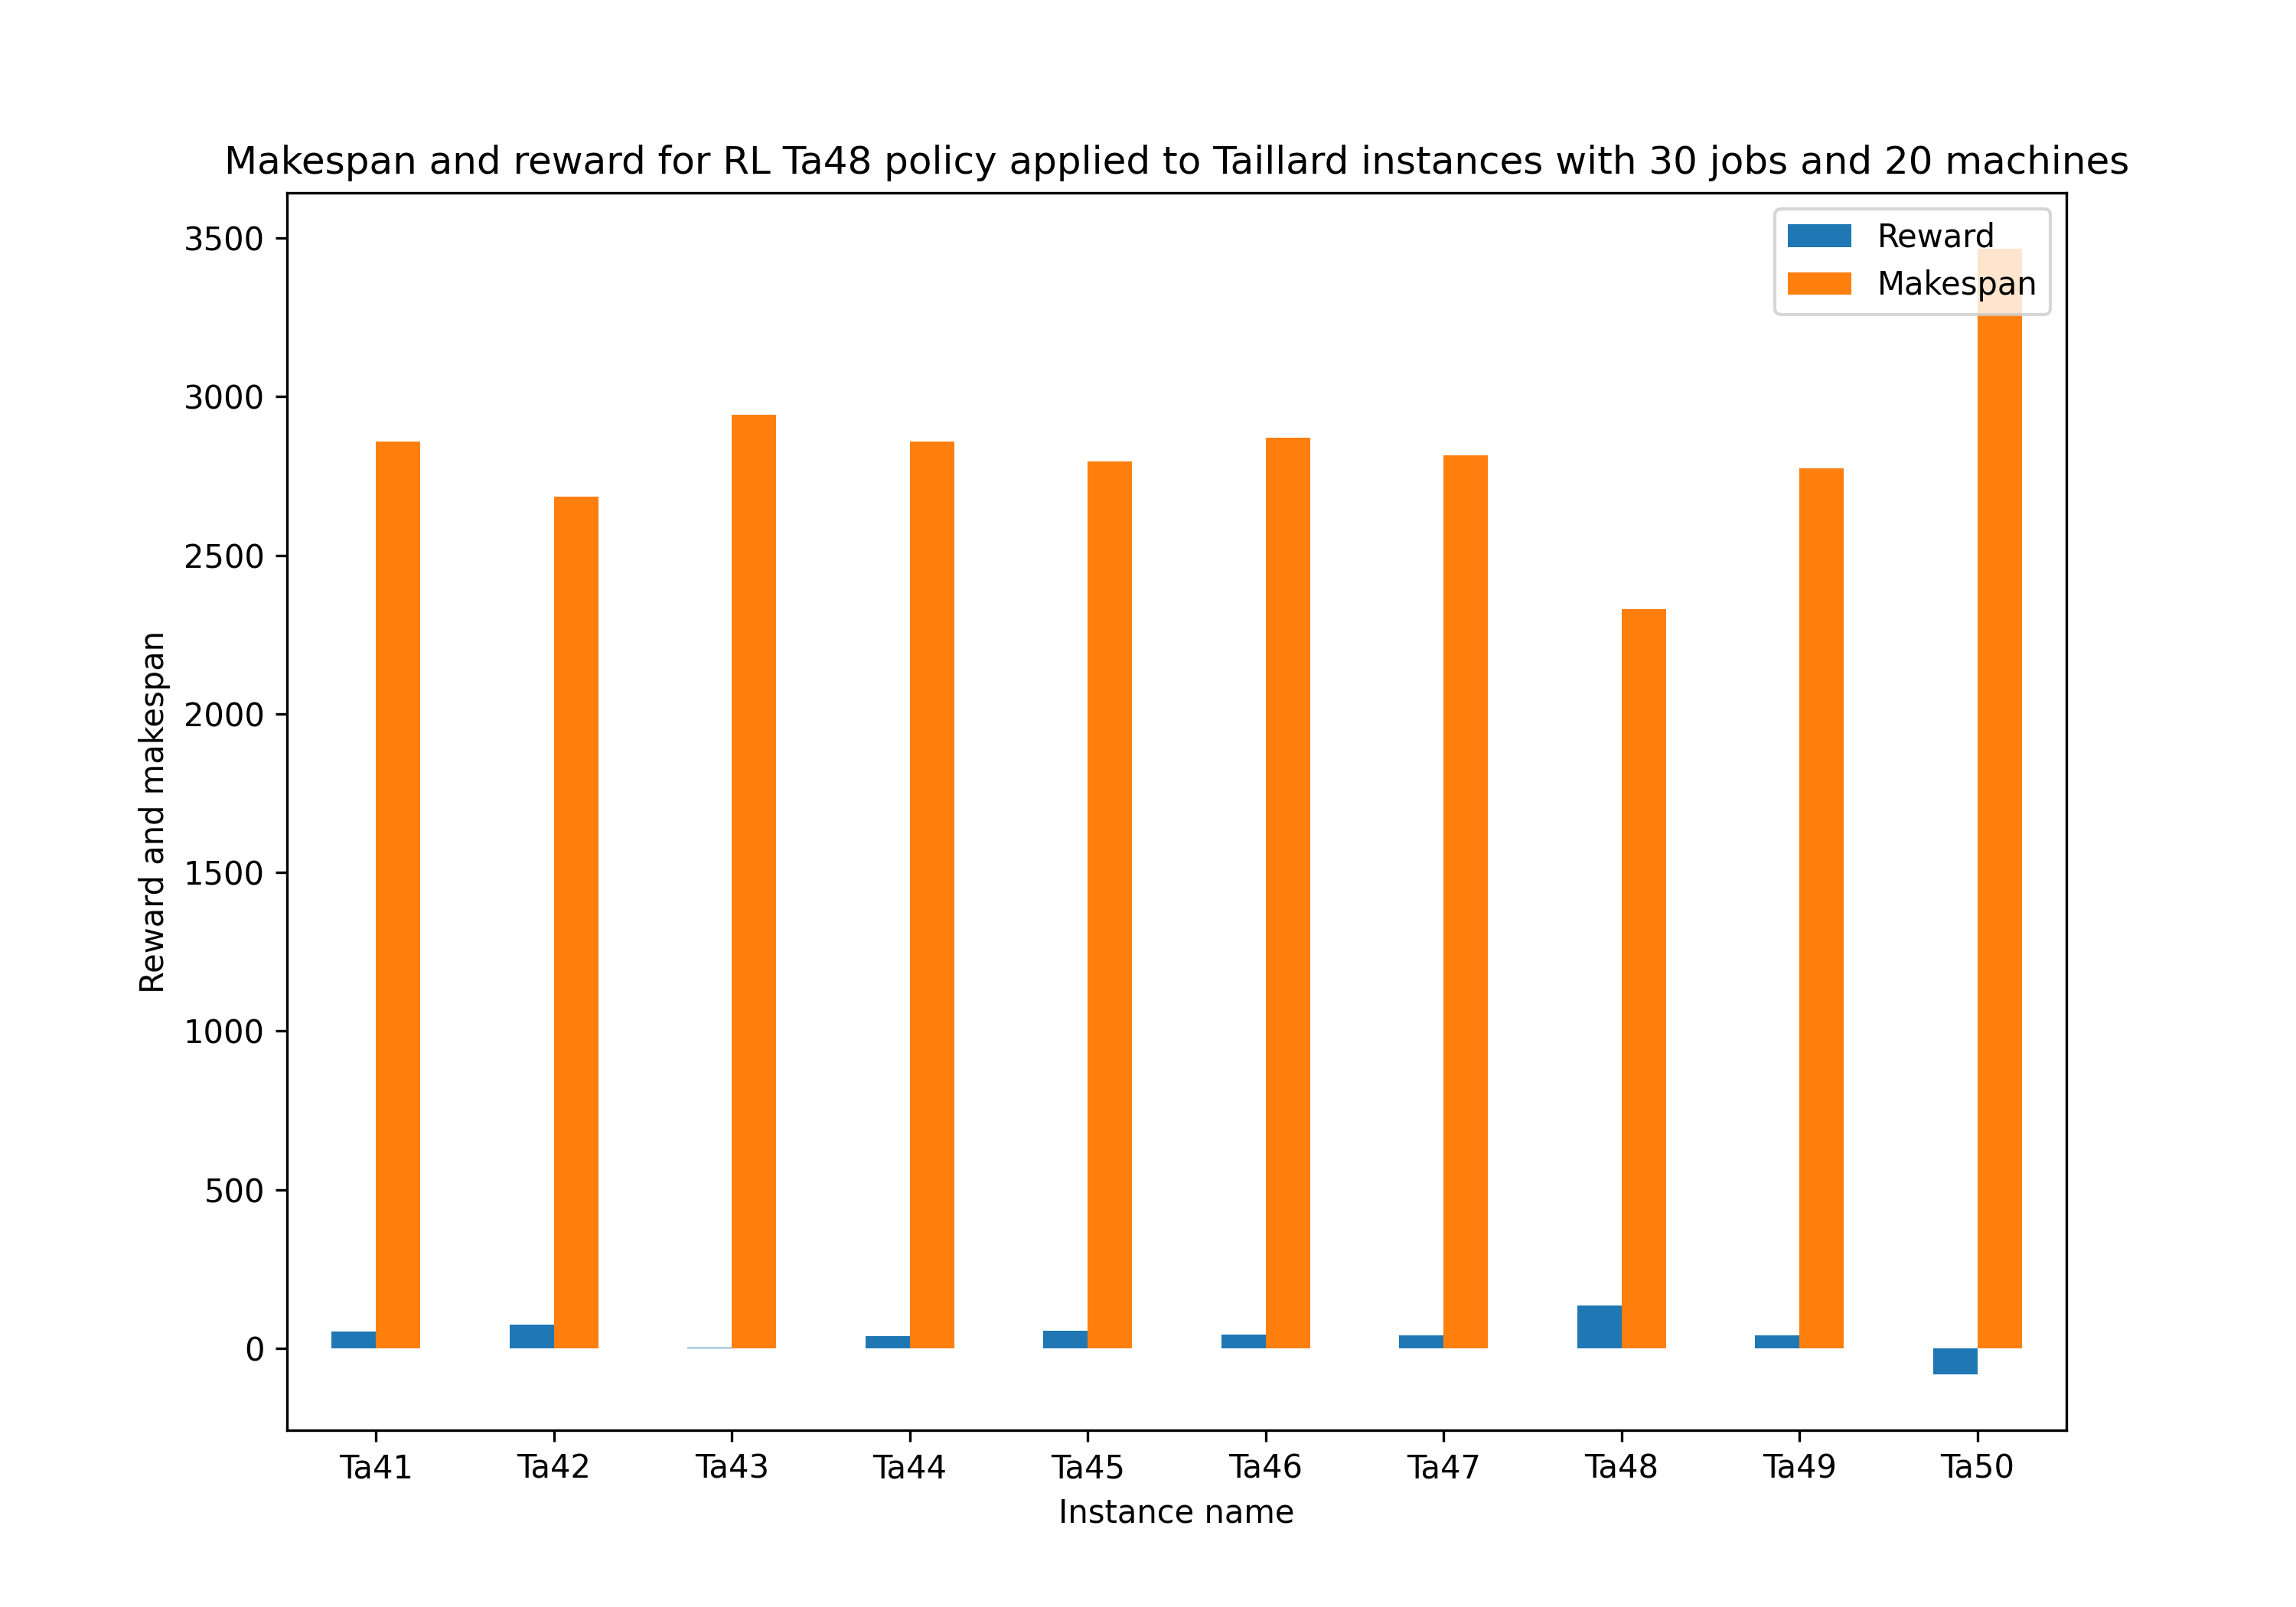 Makespan and reward for RL Ta48 policy applied to Taillard instances with 30 jobs and 20 machines
Reward
Makespan
3500
3000
2500
2000
1500
1000
500
0
Reward and makespan
Ta41 Ta42 Ta43 Ta44 Ta45 Ta46 Ta47 Ta48 Ta49 Ta50
Instance name